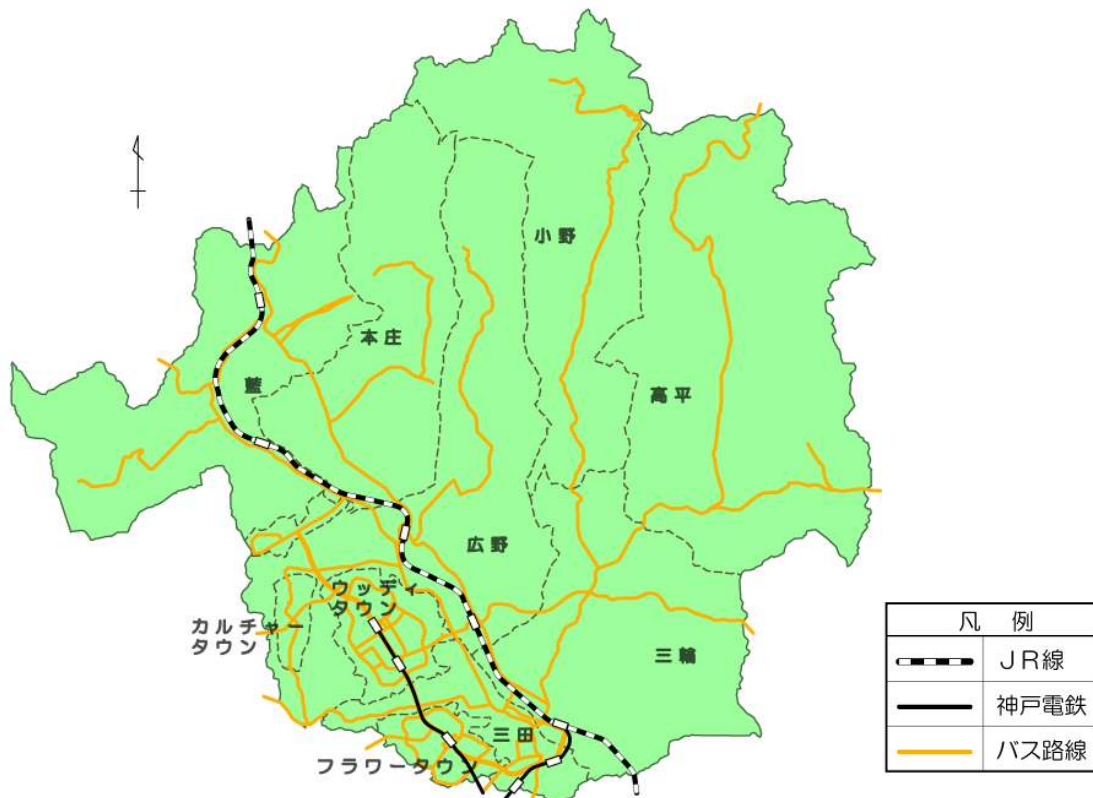 小野
本庄
藍
高平
広野
ウッディ
タウン
カルチャー
タウン
三輪
三田
フラワータウン
凡 例
JR線
神戸電鉄
バス路線